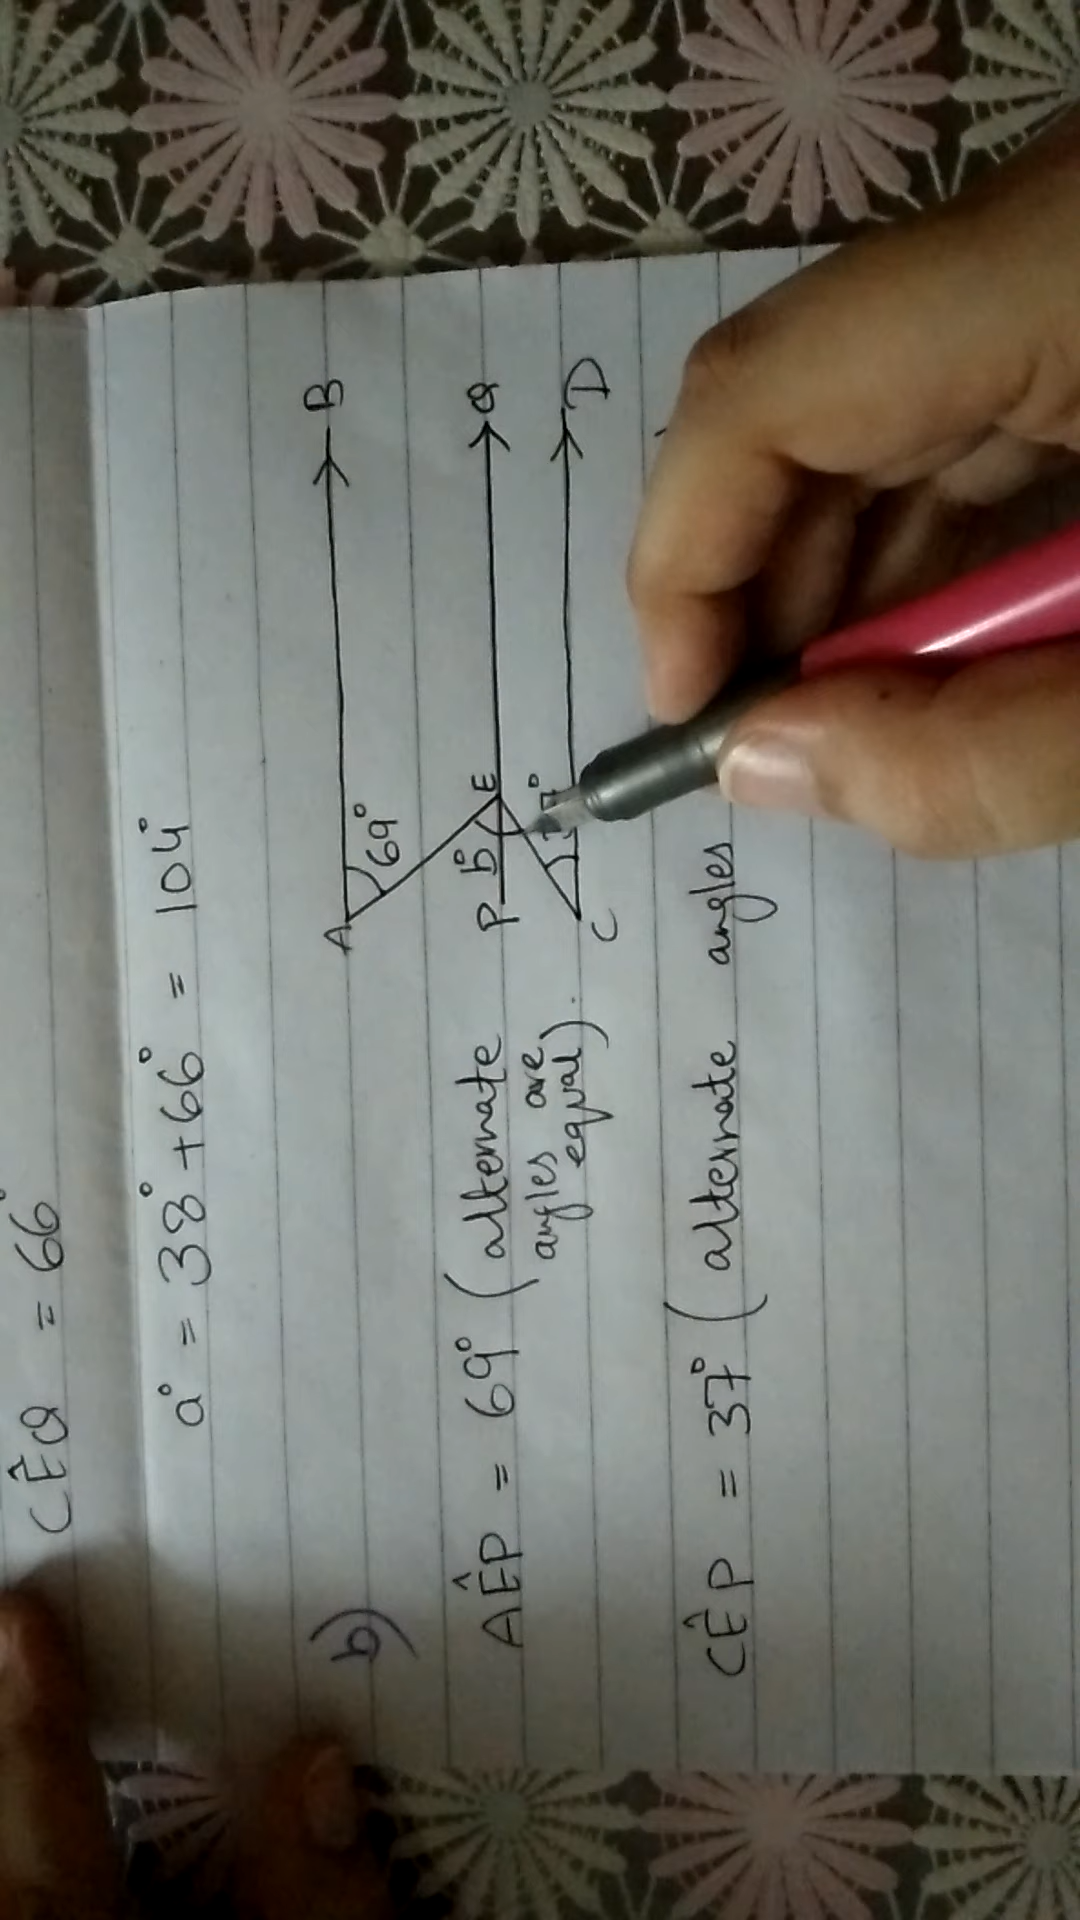 CÊQ = 66°
a° = 38° + 66° = 104°
b)
A B
69°
AÊP = 69° (alternate
angles are
equal).
P b° E Q
C D
CÊP = 37° (alternate angles